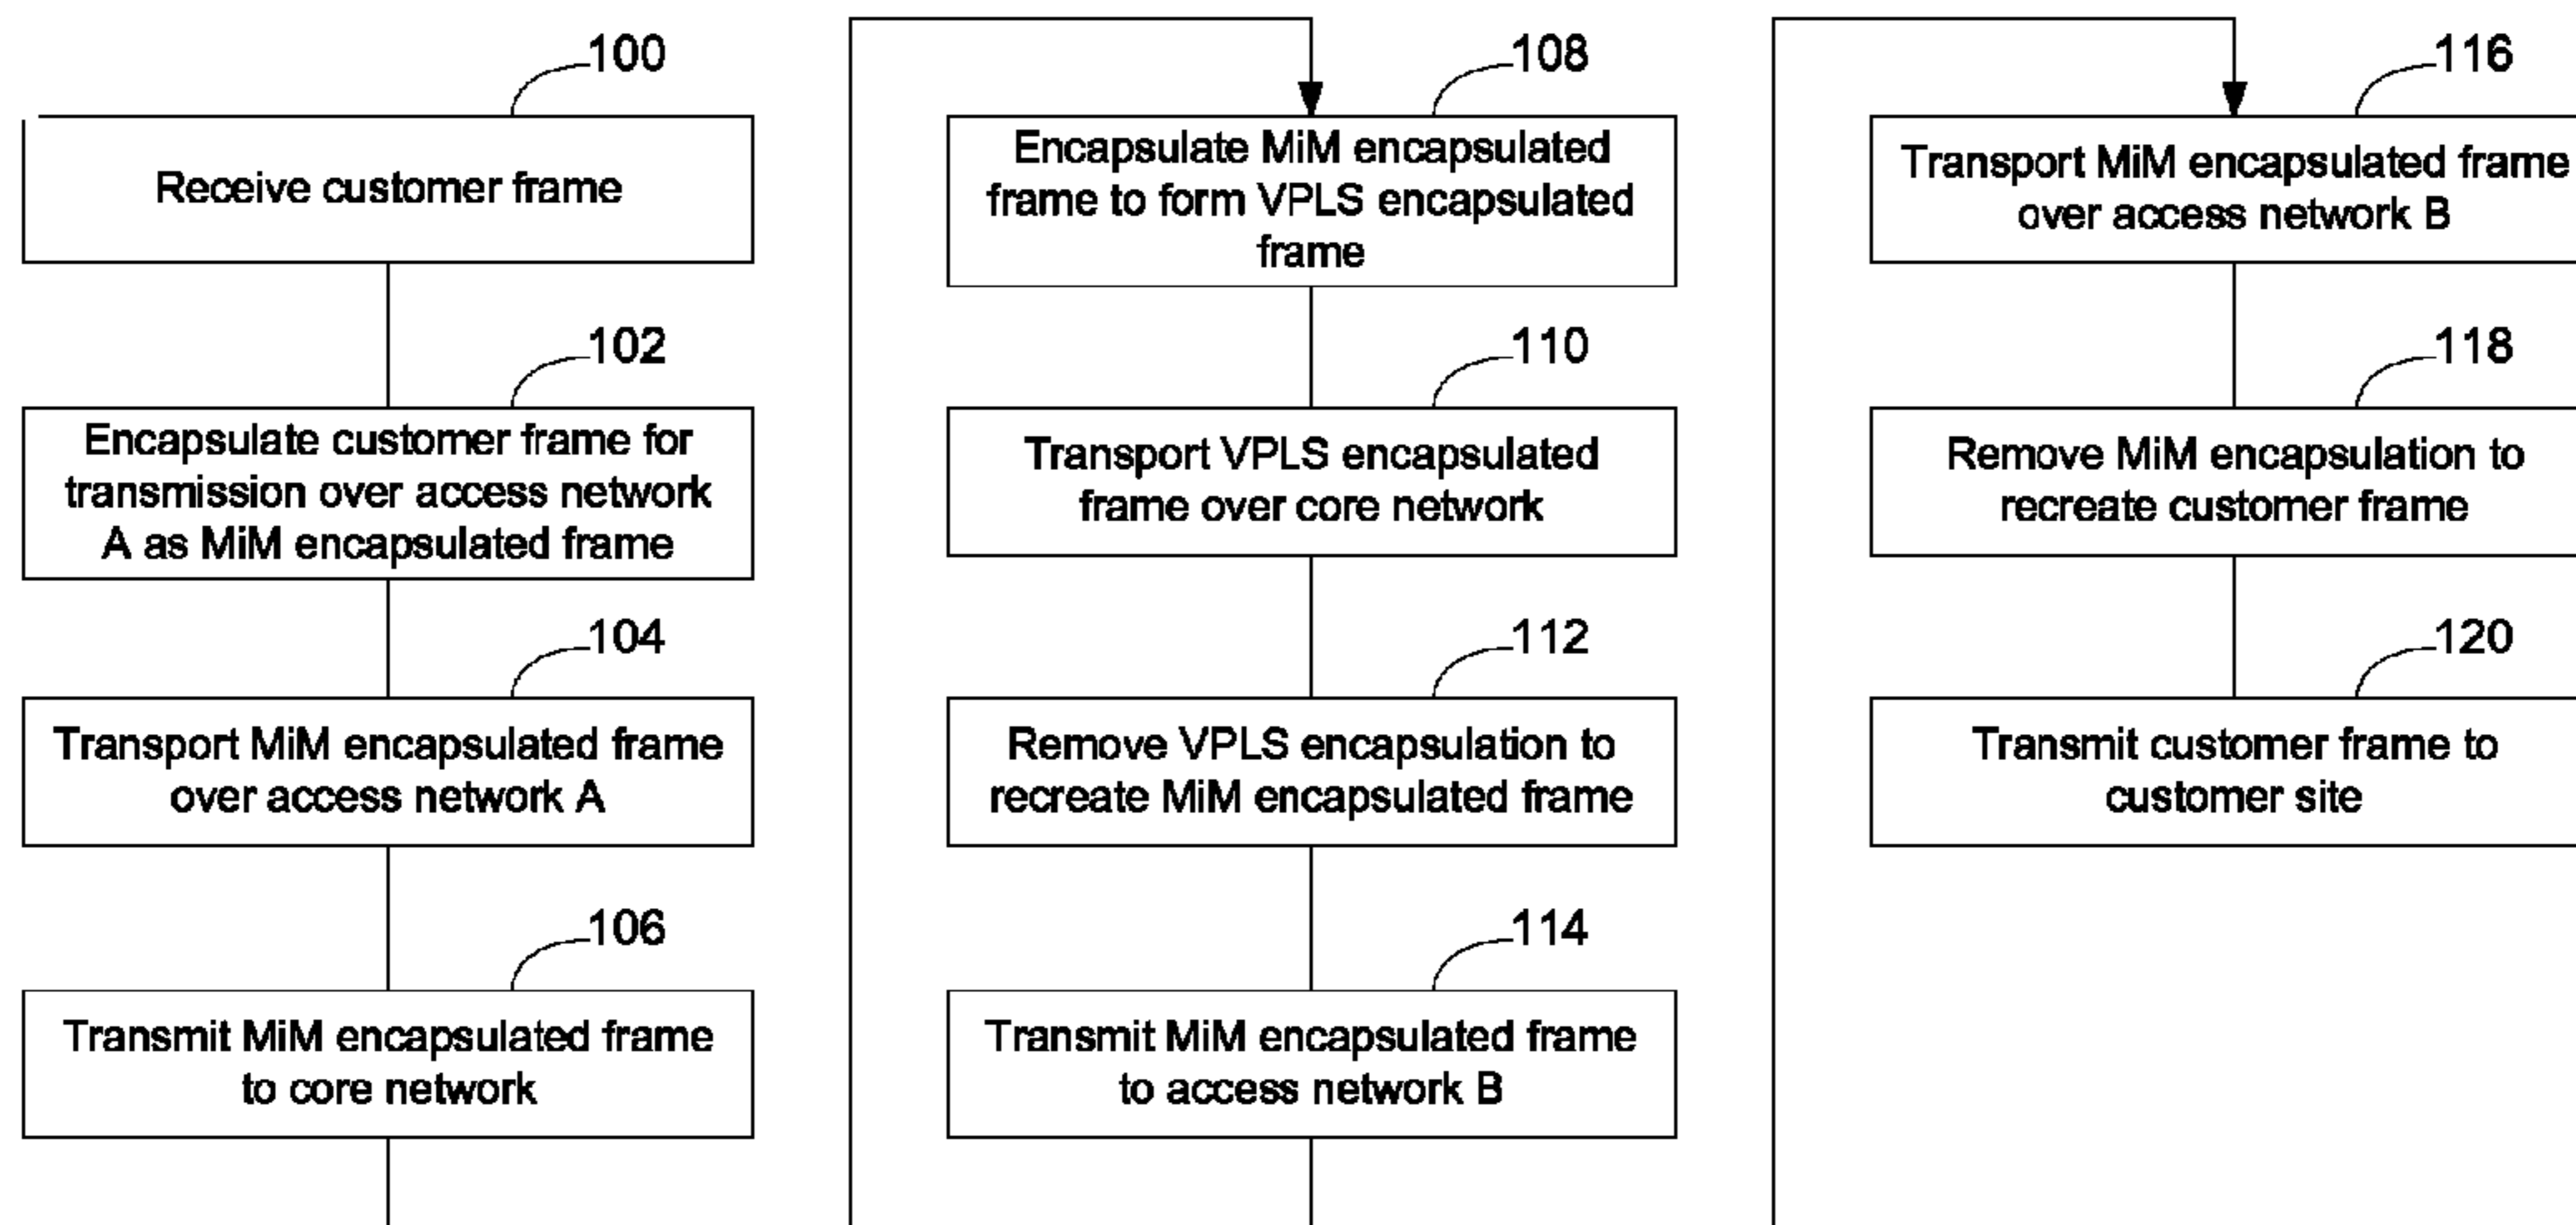 100
Receive customer frame
102
Encapsulate customer frame for
transmission over access network
A as MiM encapsulated frame
104
Transport MiM encapsulated frame
over access network A
106
Transmit MiM encapsulated frame
to core network
108
Encapsulate MiM encapsulated
frame to form VPLS encapsulated
frame
110
Transport VPLS encapsulated
frame over core network
112
Remove VPLS encapsulation to
recreate MiM encapsulated frame
114
Transmit MiM encapsulated frame
to access network B
116
Transport MiM encapsulated frame
over access network B
118
Remove MiM encapsulation to
recreate customer frame
120
Transmit customer frame to
customer site